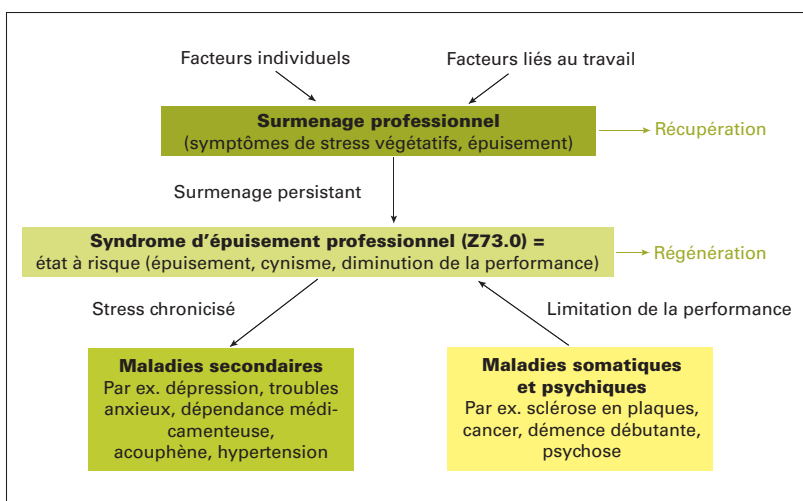 Facteurs individuels
Facteurs liés au travail
Surmenage professionnel
(symptômes de stress végétatifs, épuisement)
Récupération
Surmenage persistant
Syndrome d'épuisement professionnel (Z73.0) =
état à risque (épuisement, cynisme, diminution de la performance)
Régénération
Stress chronicisé
Limitation de la performance
Maladies secondaires
Par ex. dépression, troubles
anxieux, dépendance médi-
camenteuse,
acouphène, hypertension
Maladies somatiques
et psychiques
Par ex. sclérose en plaques,
cancer, démence débutante,
psychose